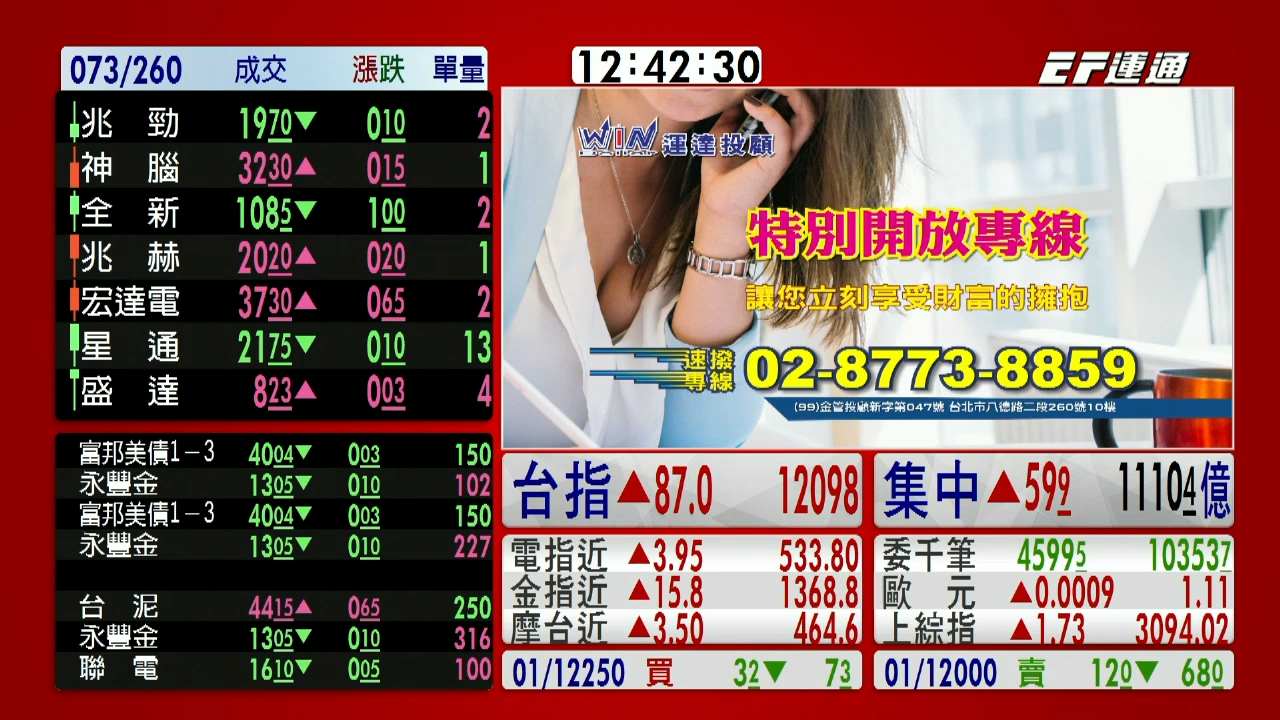 073/260 成交 漲跌 單量
兆勁 1970▼ 010 2
神腦 3230▲ 015 1
全新 1085▼ 100 2
兆赫 2020▲ 020 1
宏達電 3730▲ 065 2
星通 2175▼ 010 13
盛達 823▲ 003 4
富邦美債1－3 4004▼ 003 150
永豐金 1305▼ 010 102
富邦美債1－3 4004▼ 003 150
永豐金 1305▼ 010 227
台泥 4415▲ 065 250
永豐金 1305▼ 010 316
聯電 1610▼ 005 100
12:42:30
EF運通
WIN 運達投顧
特別開放專線
讓您立刻享受財富的擁抱
速撥專線 02-8773-8859
(99)金管投顧新字第047號 台北市八德路二段260號10樓
台指 ▲87.0 12098
集中 ▲599 11104億
電指近 ▲3.95 533.80
金指近 ▲15.8 1368.8
摩台近 ▲3.50 464.6
委千筆 45995 103537
歐元 ▲0.0009 1.11
上綜指 ▲1.73 3094.02
01/12250 買 32▼ 73
01/12000 賣 120▼ 680